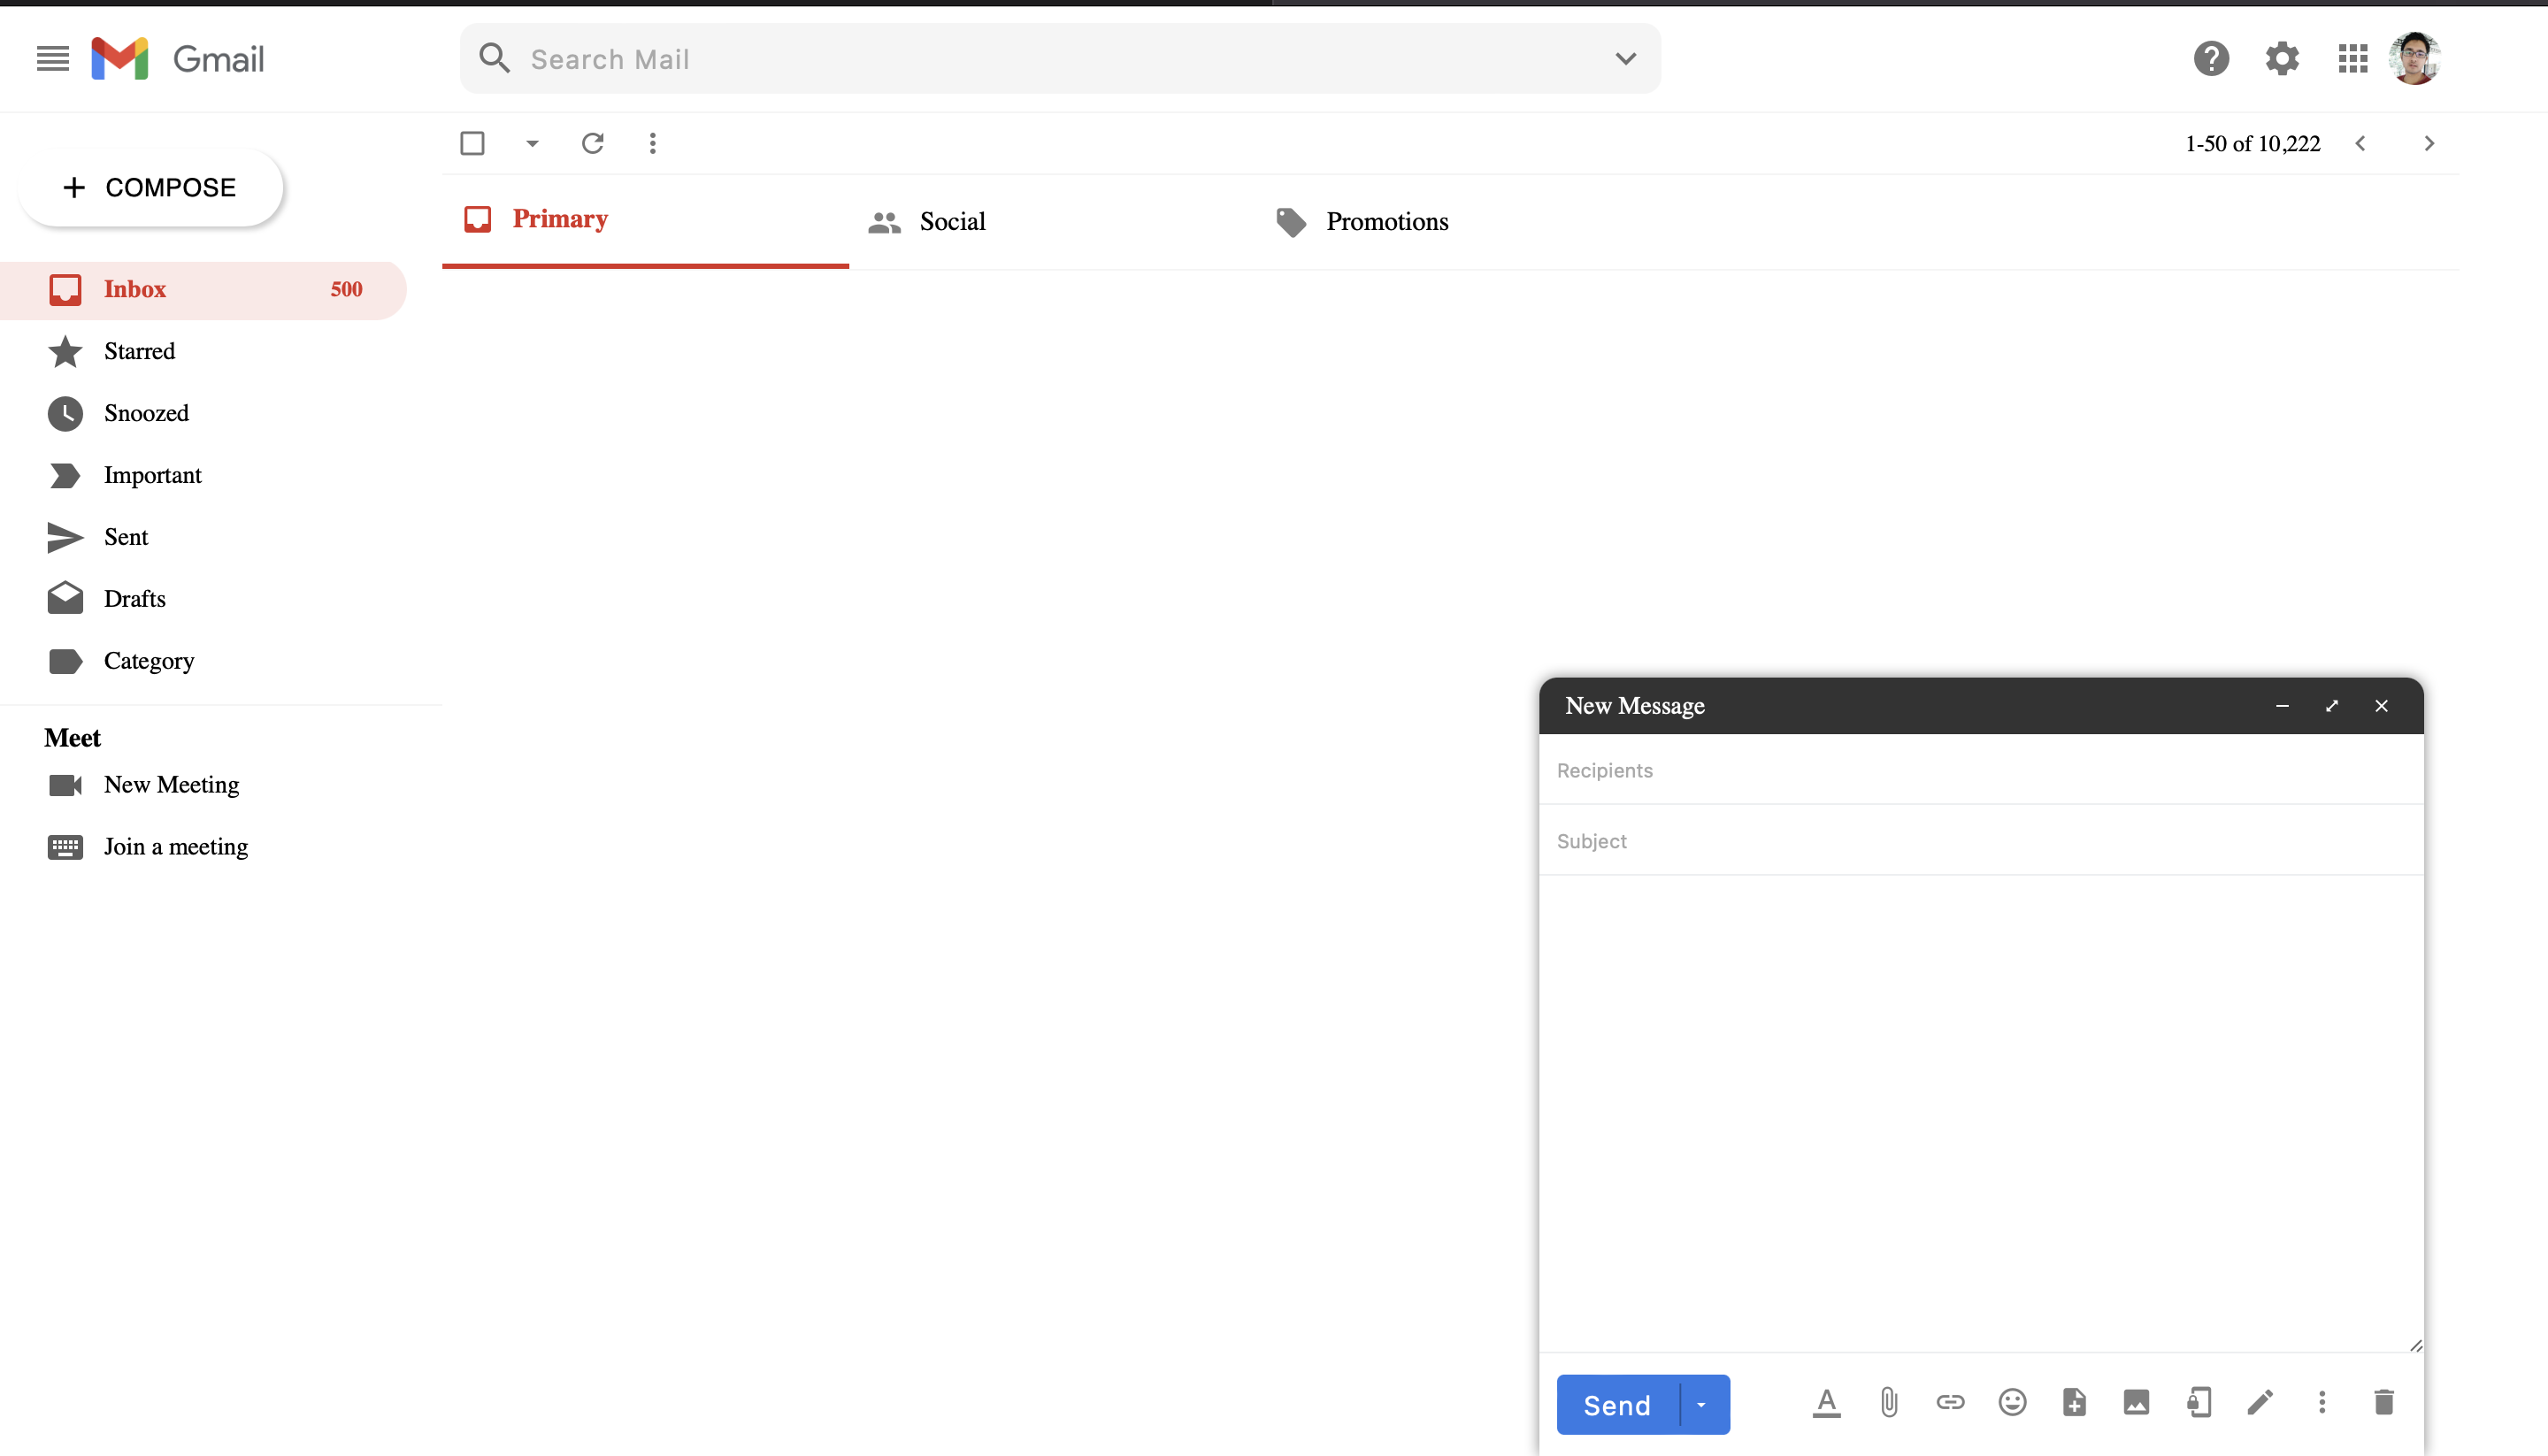 Gmail
Search Mail
COMPOSE
1-50 of 10,222
Primary
Social
Promotions
Inbox 500
Starred
Snoozed
Important
Sent
Drafts
Category
Meet
New Meeting
Join a meeting
New Message
Recipients
Subject
Send